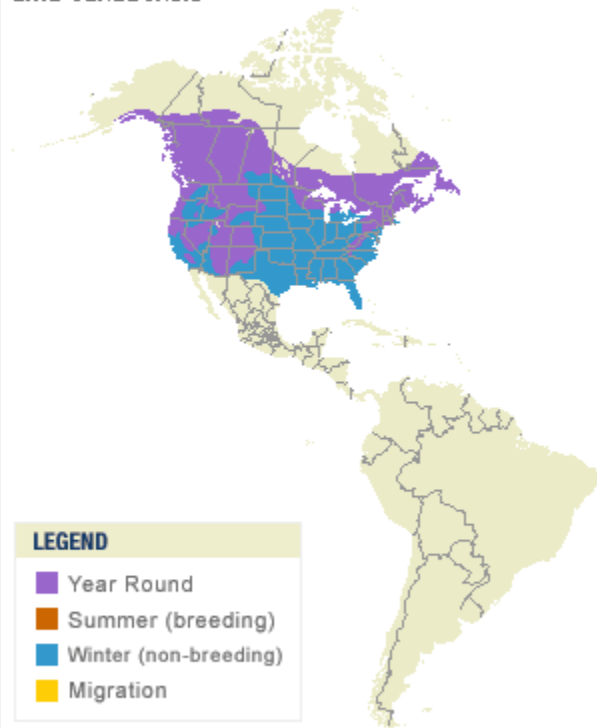 LEGEND
Year Round
Summer (breeding)
Winter (non-breeding)
Migration